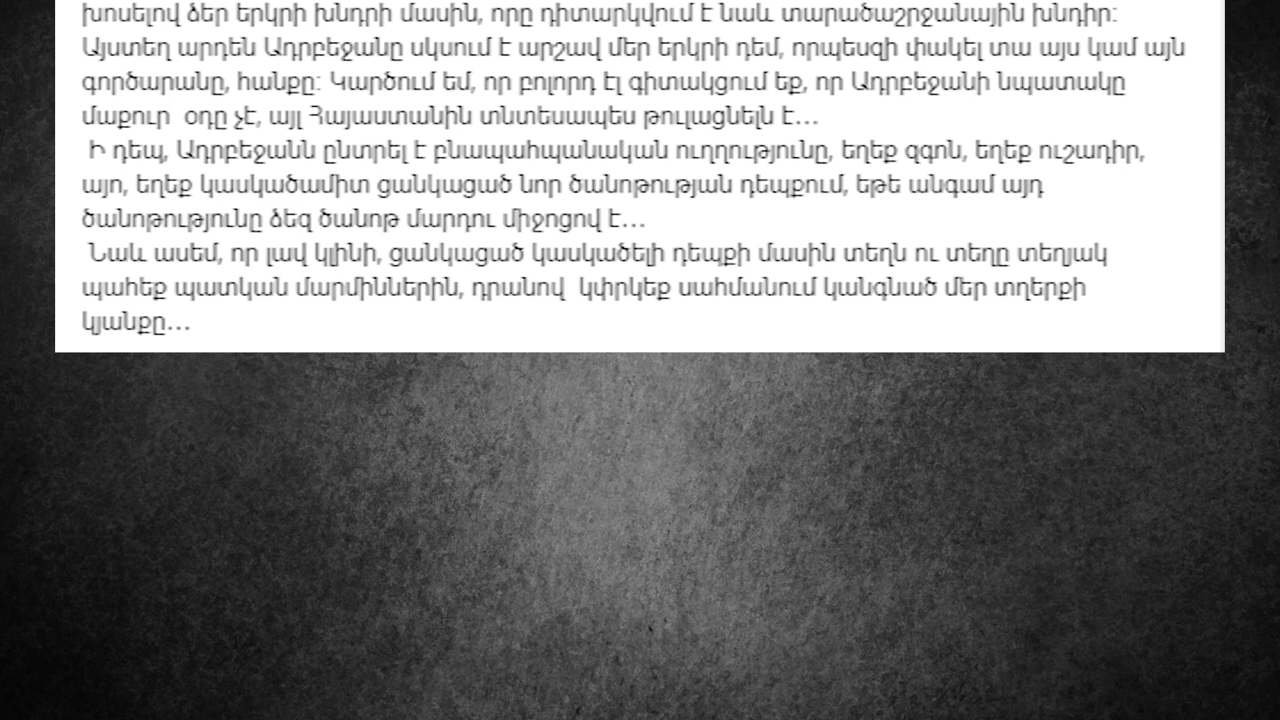 խոսելով ձեր երկրի խնդրի մասին, որը դիտարկվում է նաև տարածաշրջանային խնդիր։
Այստեղ արդեն Ադրբեջանը սկսում է արշավ մեր երկրի դեմ, որպեսզի փակել տա այս կամ այն
գործարանը, հանքը։ Կարծում եմ, որ բոլորդ էլ գիտակցում եք, որ Ադրբեջանի նպատակը
մաքուր  օդը չէ, այլ Հայաստանին տնտեսապես թուլացնելն է…
Ի դեպ, Ադրբեջանն ընտրել է բնապահպանական ուղղությունը, եղեք զգոն, եղեք ուշադիր,
այո, եղեք կասկածամիտ ցանկացած նոր ծանոթության դեպքում, եթե անգամ այդ
ծանոթությունը ձեզ ծանոթ մարդու միջոցով է…
Նաև ասեմ, որ լավ կլինի, ցանկացած կասկածելի դեպքի մասին տեղն ու տեղը տեղյակ
պահեք պատկան մարմիններին, դրանով  կփրկեք սահմանում կանգնած մեր տղերքի
կյանքը…